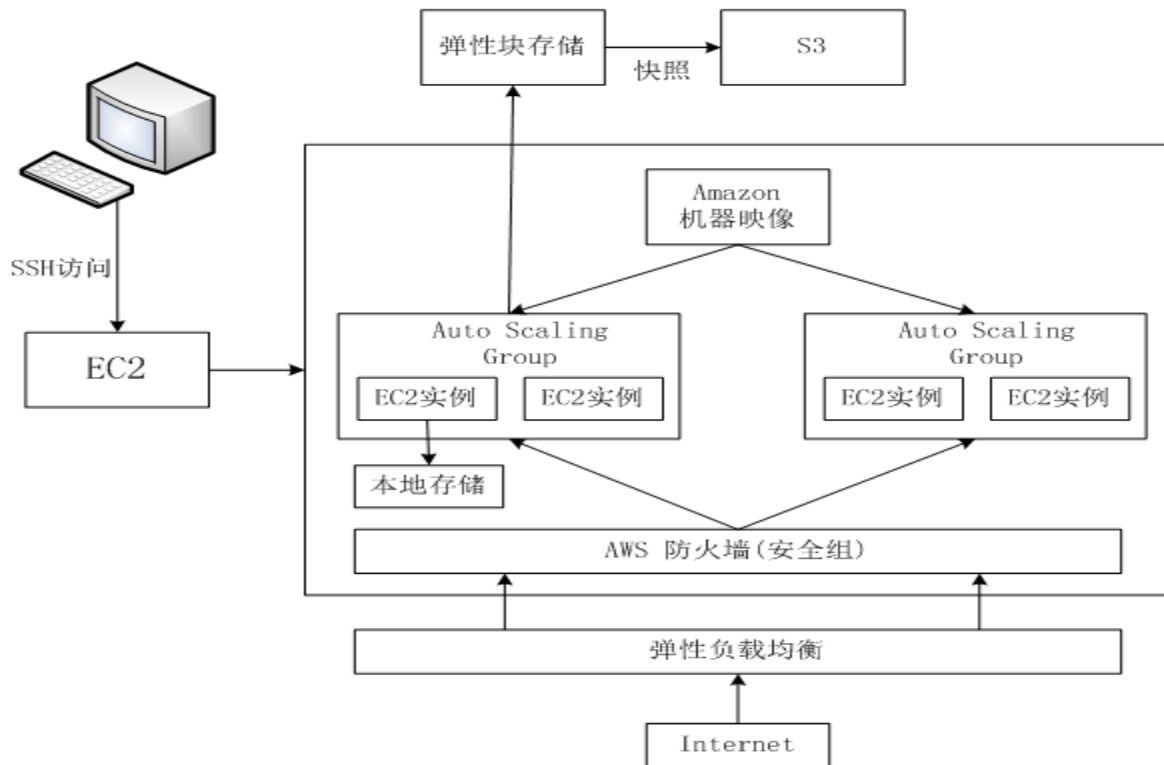 弹性块存储
快照
S3
Amazon
机器映像
SSH访问
EC2
Auto Scaling
Group
EC2实例
EC2实例
Auto Scaling
Group
EC2实例
EC2实例
本地存储
AWS 防火墙(安全组)
弹性负载均衡
Internet